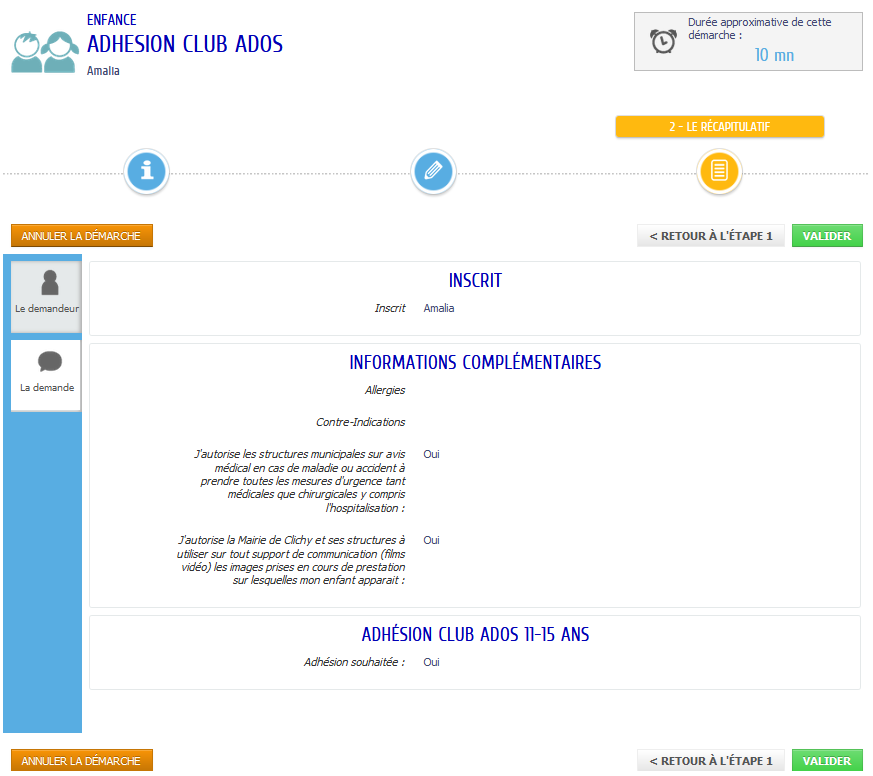 ENFANCE
ADHESION CLUB ADOS
Amalia
Durée approximative de cette
démarche :
10 mn
2 - LE RÉCAPITULATIF
ANNULER LA DÉMARCHE
< RETOUR À L'ÉTAPE 1
VALIDER
Le demandeur
La demande
INSCRIT
Inscrit Amalia
INFORMATIONS COMPLÉMENTAIRES
Allergies
Contre-Indications
J'autorise les structures municipales sur avis Oui
médical en cas de maladie ou accident à
prendre toutes les mesures d'urgence tant
médicales que chirurgicales y compris
l'hospitalisation :
J'autorise la Mairie de Clichy et ses structures à Oui
utiliser sur tout support de communication (films
vidéo) les images prises en cours de prestation
sur lesquelles mon enfant apparait :
ADHÉSION CLUB ADOS 11-15 ANS
Adhésion souhaitée : Oui
ANNULER LA DÉMARCHE
< RETOUR À L'ÉTAPE 1
VALIDER